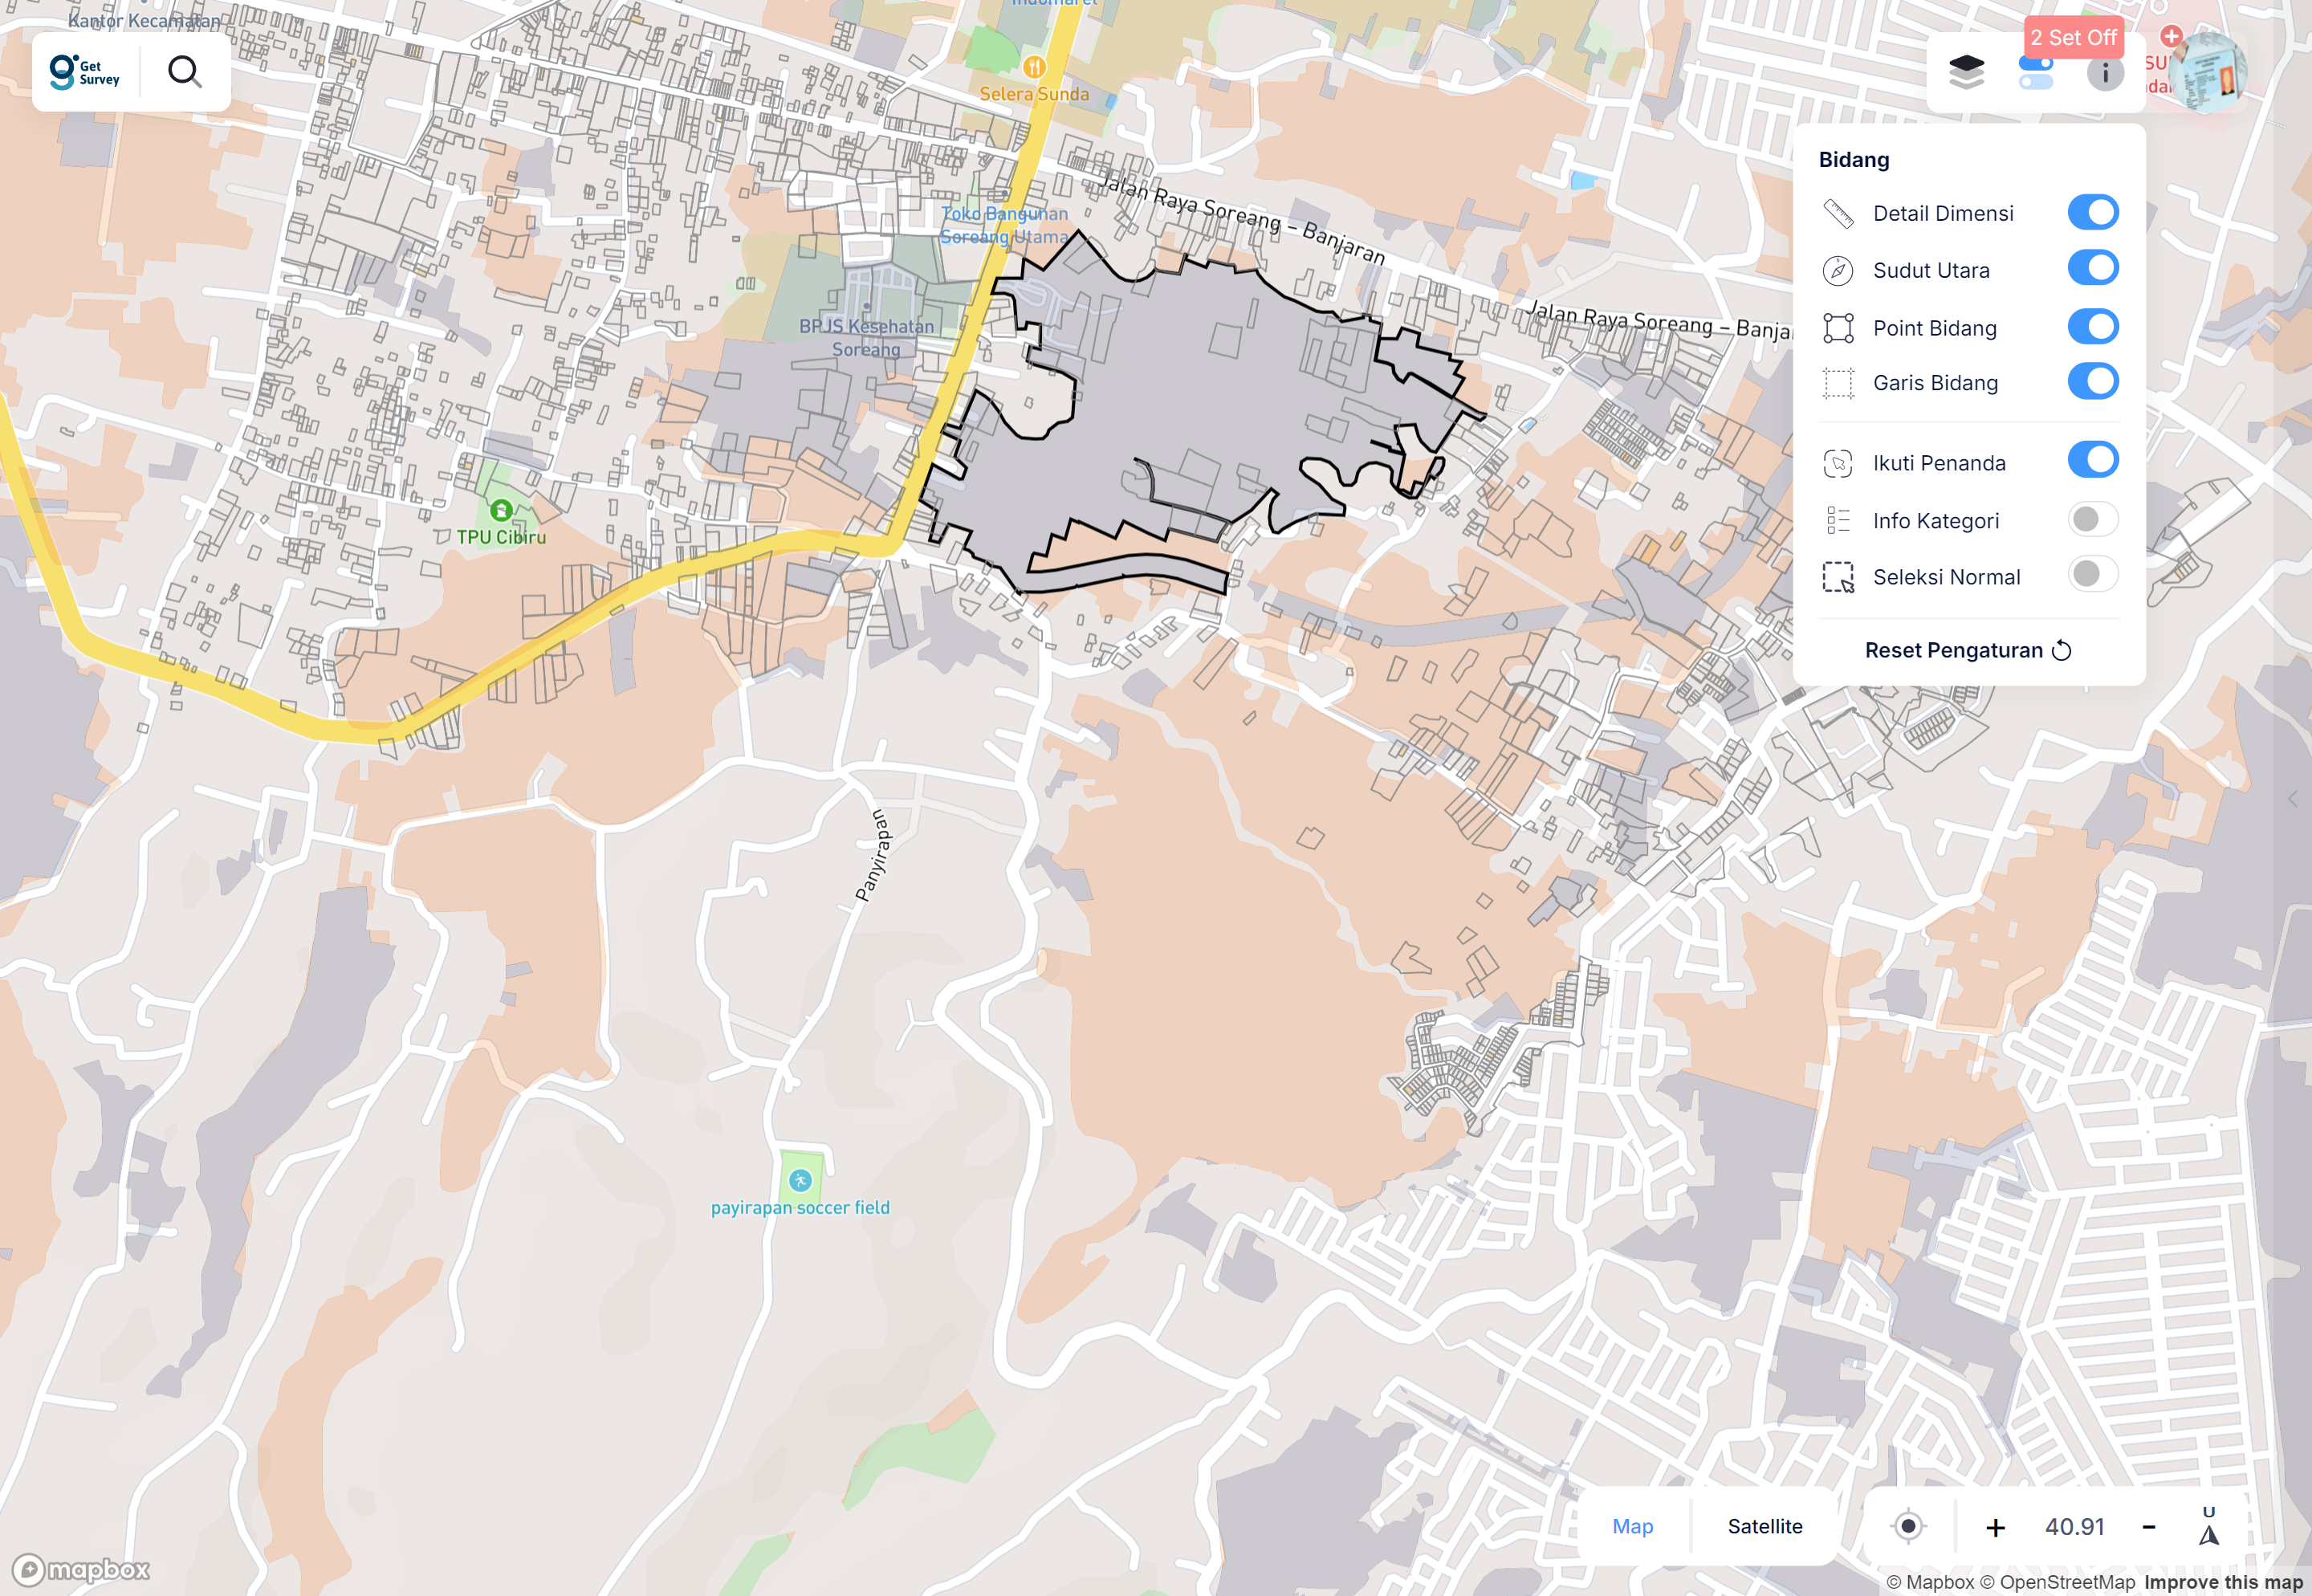 Kantor Kecamatan
Indomaret
Get
Survey
2 Set Off
SU
dal
Selera Sunda
Bidang
Detail Dimensi
Sudut Utara
Point Bidang
Garis Bidang
Ikuti Penanda
Info Kategori
Seleksi Normal
Reset Pengaturan
Jalan Raya Soreang – Banjaran
Toko Bangunan
Soreang Utama
Jalan Raya Soreang – Banjar
BPJS Kesehatan
Soreang
TPU Cibiru
Panyirapan
payirapan soccer field
Map
Satellite
+
40.91
-
U
mapbox
© Mapbox © OpenStreetMap Improve this map